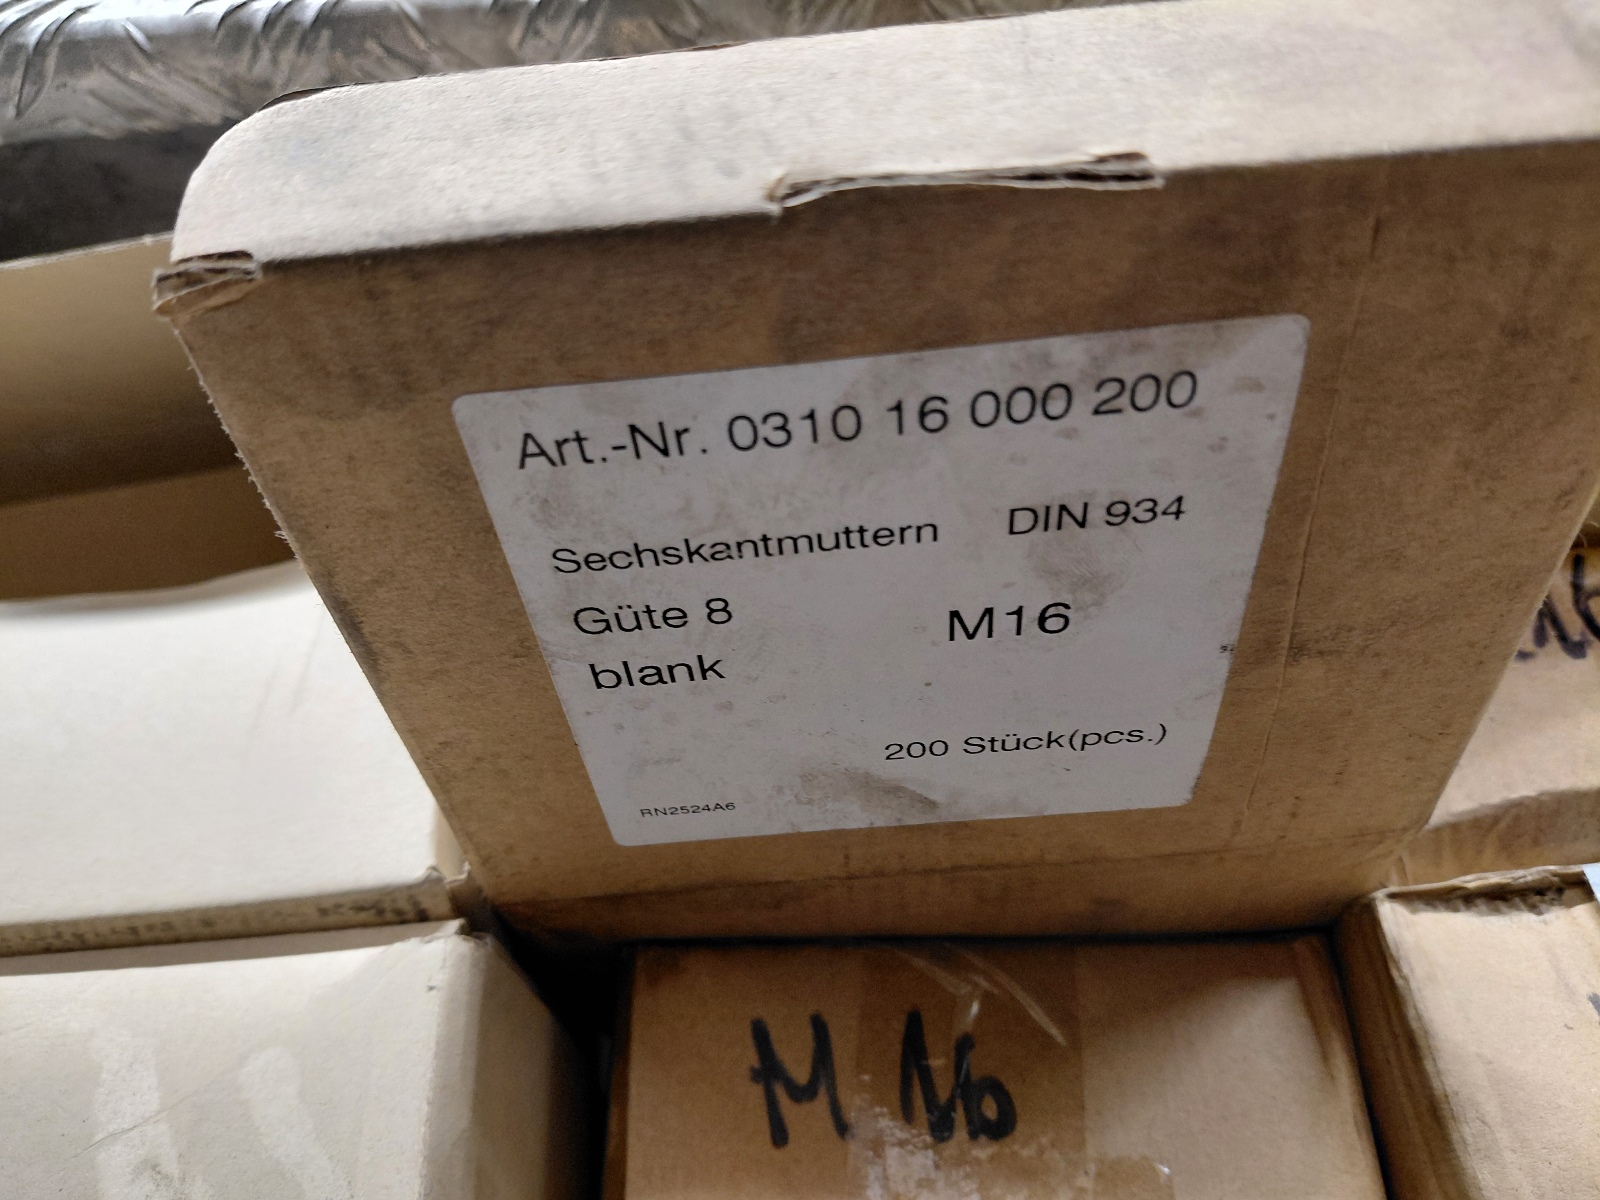 Art.-Nr. 0310 16 000 200
Sechskantmuttern DIN 934
Güte 8 M16
blank
200 Stück(pcs.)
RN2524A6
M 16